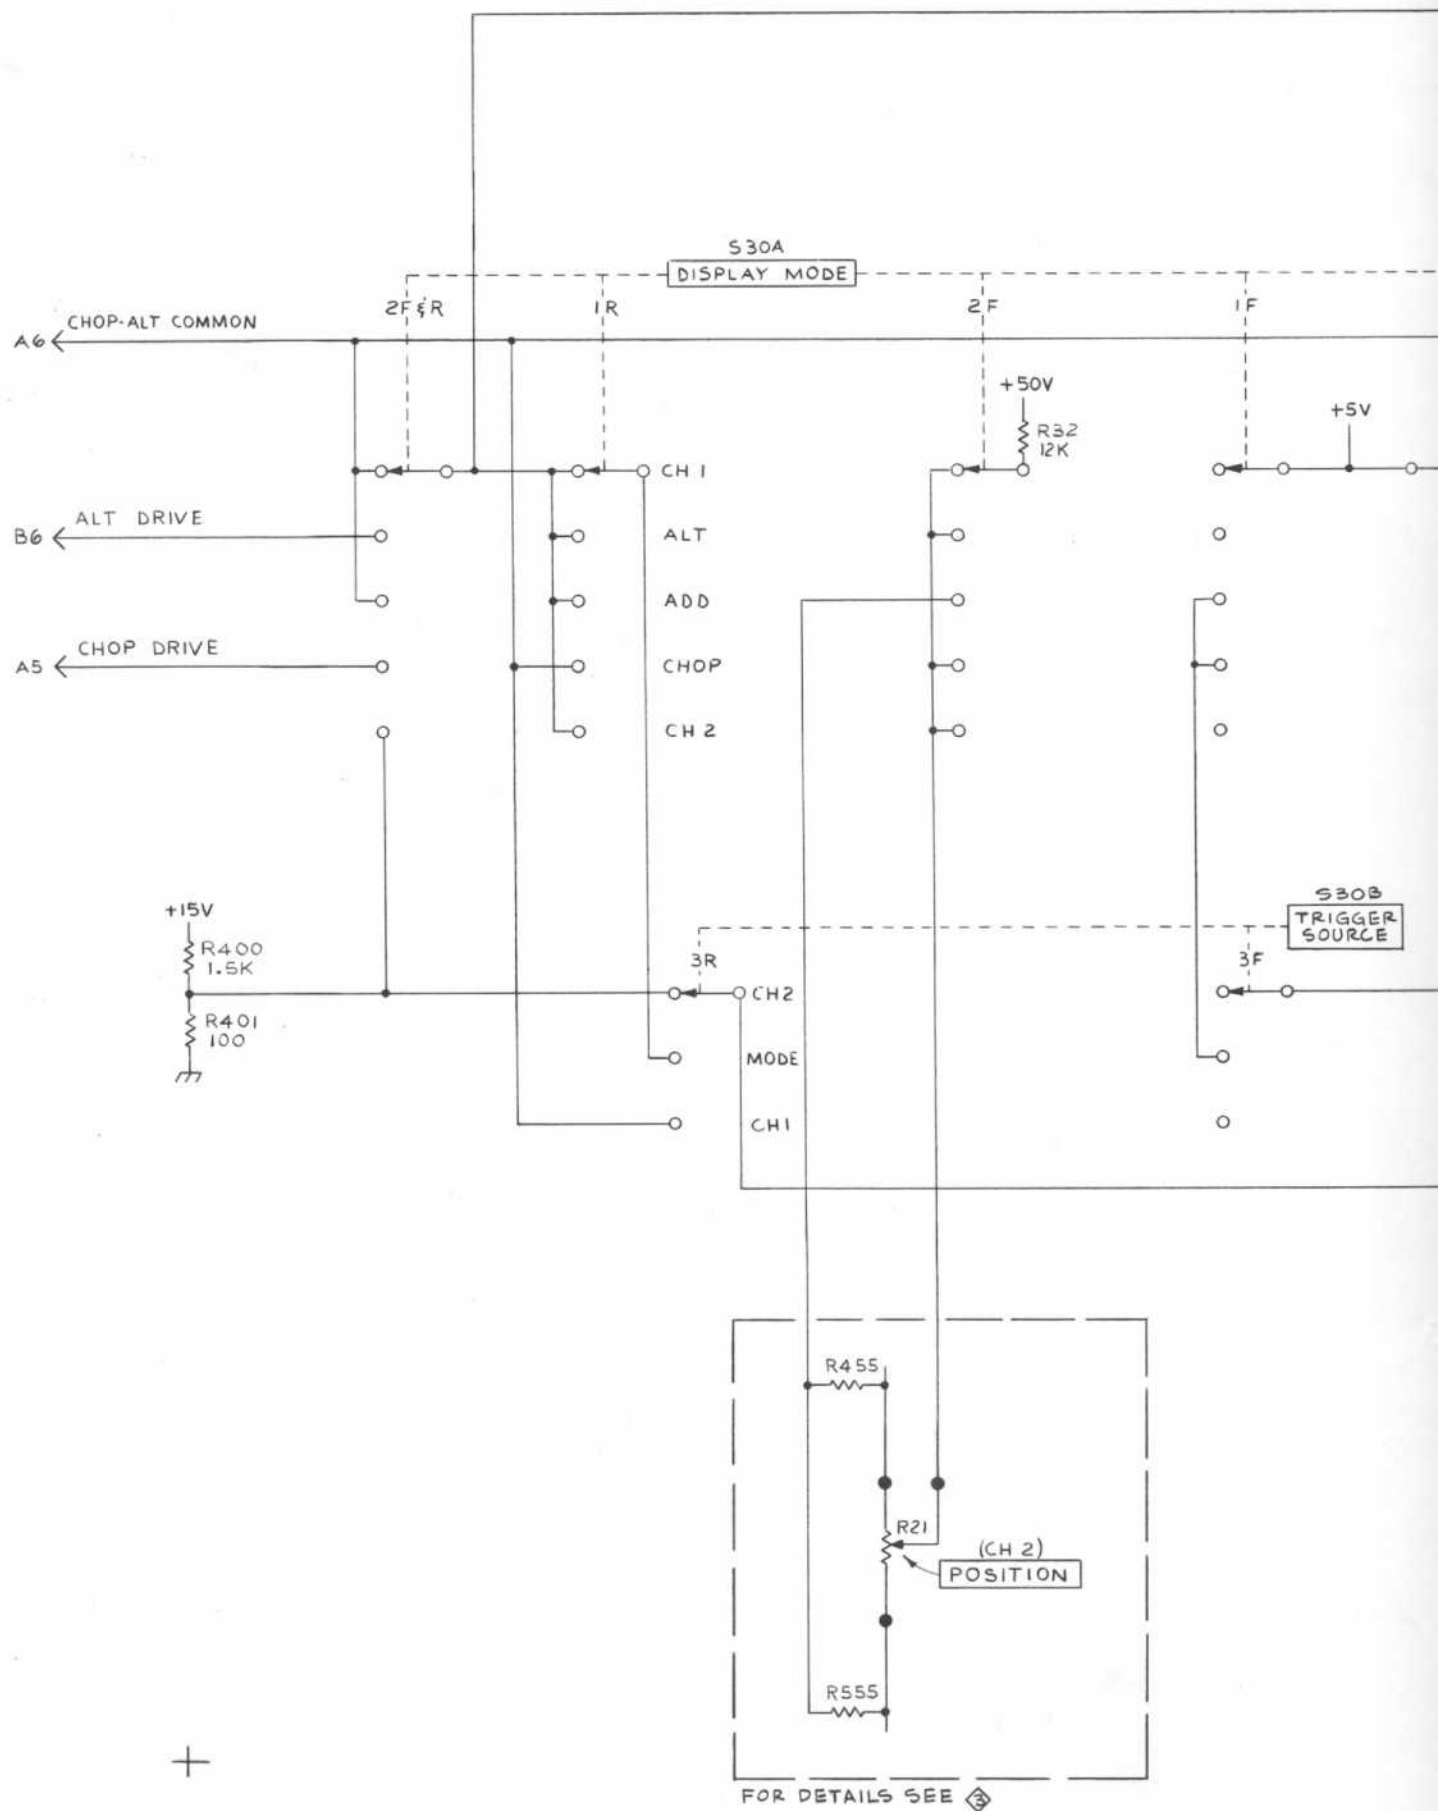 S30A
DISPLAY MODE
2F & R
1R
2F
1F
A6
CHOP-ALT COMMON
+50V
R32
12K
+5V
CH 1
B6
ALT DRIVE
ALT
ADD
A5
CHOP DRIVE
CHOP
CH 2
+15V
R400
1.5K
R401
100
S30B
TRIGGER
SOURCE
3R
3F
CH2
MODE
CH1
R455
R21
(CH 2)
POSITION
R555
FOR DETAILS SEE 3